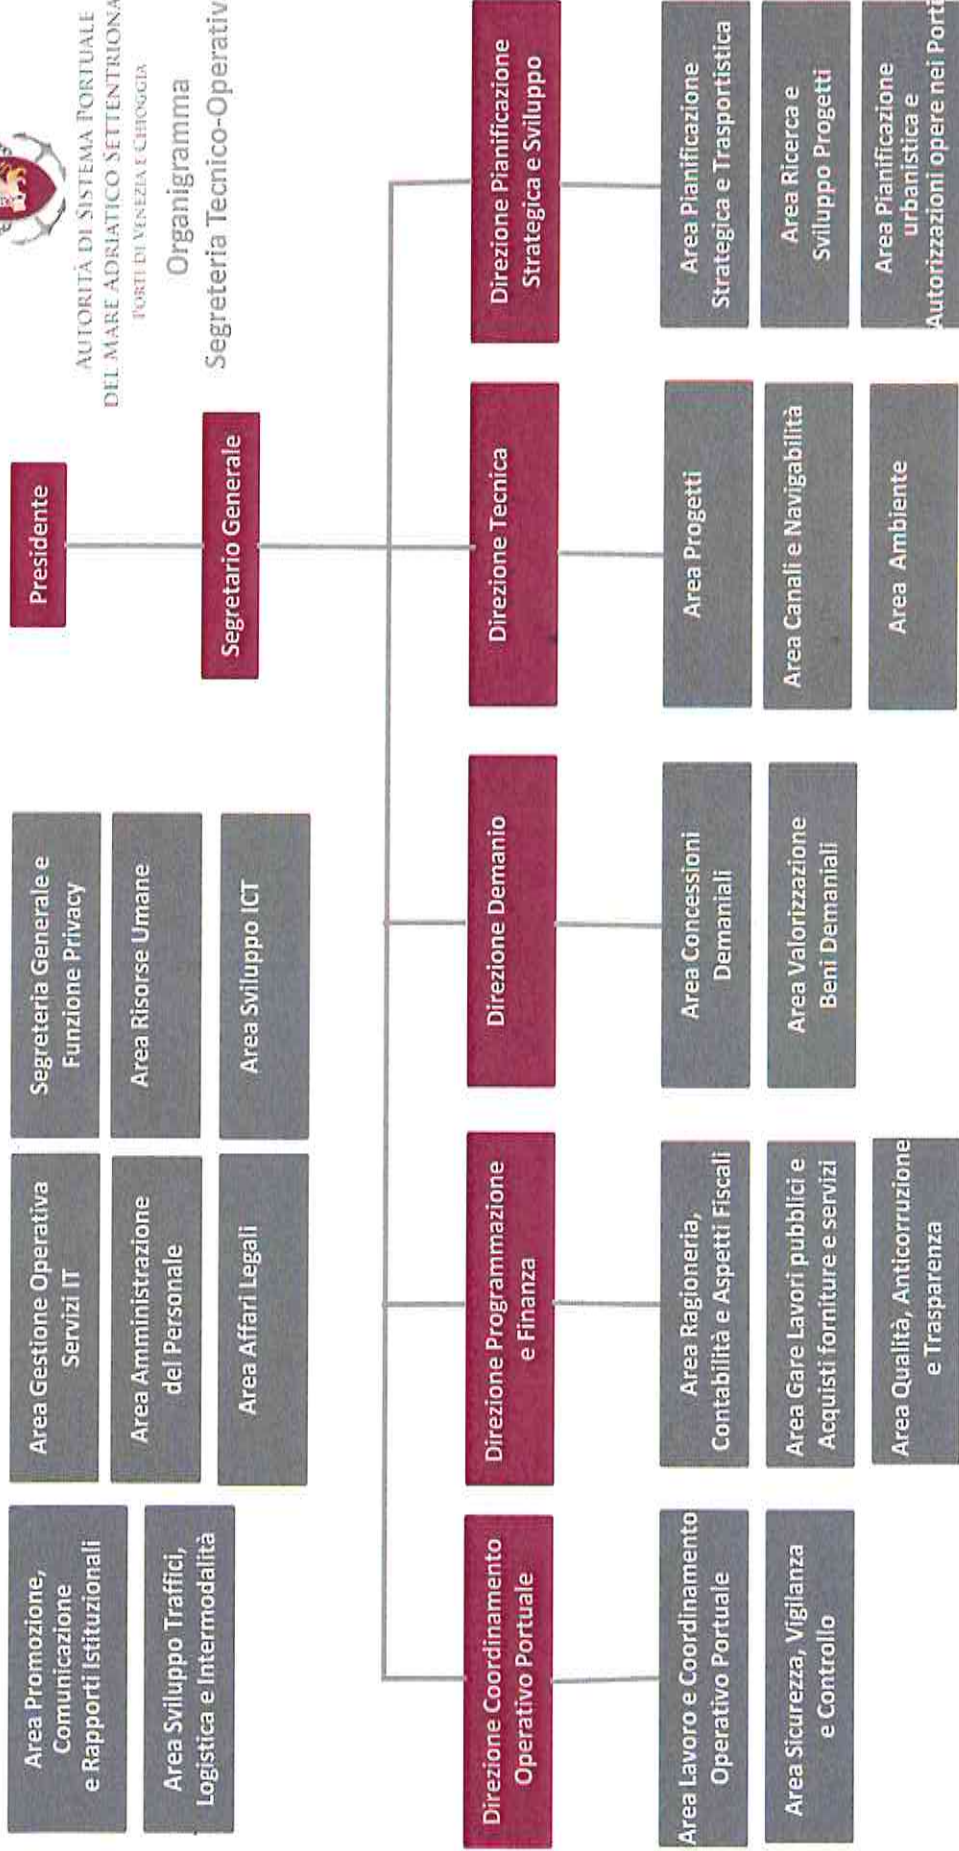 AUTORITÀ DI SISTEMA PORTUALE
DEL MARE ADRIATICO SETTENTRIONA
PORTI DI VENEZIA E CHIOGGIA
Organigramma
Segreteria Tecnico-Operativ
Presidente
Segretario Generale
Area Promozione,
Comunicazione
e Rapporti Istituzionali
Area Sviluppo Traffici,
Logistica e Intermodalità
Area Gestione Operativa
Servizi IT
Area Amministrazione
del Personale
Area Affari Legali
Segreteria Generale e
Funzione Privacy
Area Risorse Umane
Area Sviluppo ICT
Direzione Coordinamento
Operativo Portuale
Area Lavoro e Coordinamento
Operativo Portuale
Area Sicurezza, Vigilanza
e Controllo
Direzione Programmazione
e Finanza
Area Ragioneria,
Contabilità e Aspetti Fiscali
Area Gare Lavori pubblici e
Acquisti forniture e servizi
Area Qualità, Anticorruzione
e Trasparenza
Direzione Demanio
Area Concessioni
Demaniali
Area Valorizzazione
Beni Demaniali
Direzione Tecnica
Area Progetti
Area Canali e Navigabilità
Area Ambiente
Direzione Pianificazione
Strategica e Sviluppo
Area Pianificazione
Strategica e Trasportistica
Area Ricerca e
Sviluppo Progetti
Area Pianificazione
urbanistica e
Autorizzazioni opere nei Porti